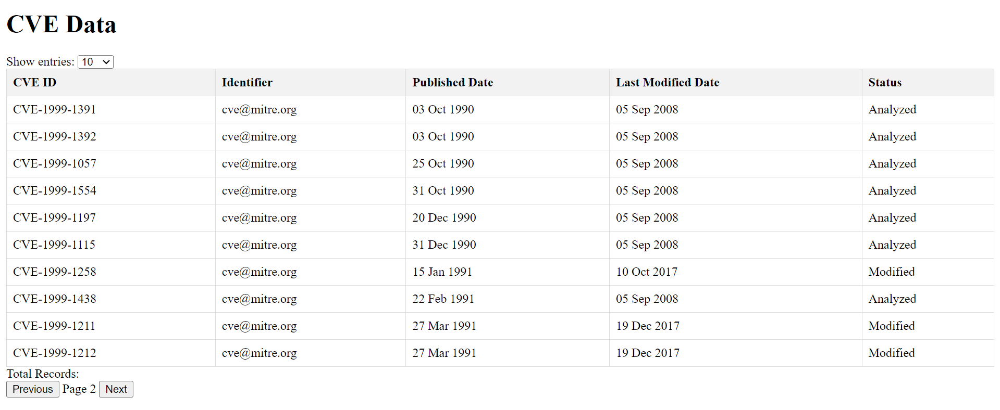 CVE Data
Show entries: 10
CVE ID Identifier Published Date Last Modified Date Status
CVE-1999-1391 cve@mitre.org 03 Oct 1990 05 Sep 2008 Analyzed
CVE-1999-1392 cve@mitre.org 03 Oct 1990 05 Sep 2008 Analyzed
CVE-1999-1057 cve@mitre.org 25 Oct 1990 05 Sep 2008 Analyzed
CVE-1999-1554 cve@mitre.org 31 Oct 1990 05 Sep 2008 Analyzed
CVE-1999-1197 cve@mitre.org 20 Dec 1990 05 Sep 2008 Analyzed
CVE-1999-1115 cve@mitre.org 31 Dec 1990 05 Sep 2008 Analyzed
CVE-1999-1258 cve@mitre.org 15 Jan 1991 10 Oct 2017 Modified
CVE-1999-1438 cve@mitre.org 22 Feb 1991 05 Sep 2008 Analyzed
CVE-1999-1211 cve@mitre.org 27 Mar 1991 19 Dec 2017 Modified
CVE-1999-1212 cve@mitre.org 27 Mar 1991 19 Dec 2017 Modified
Total Records:
Previous Page 2 Next